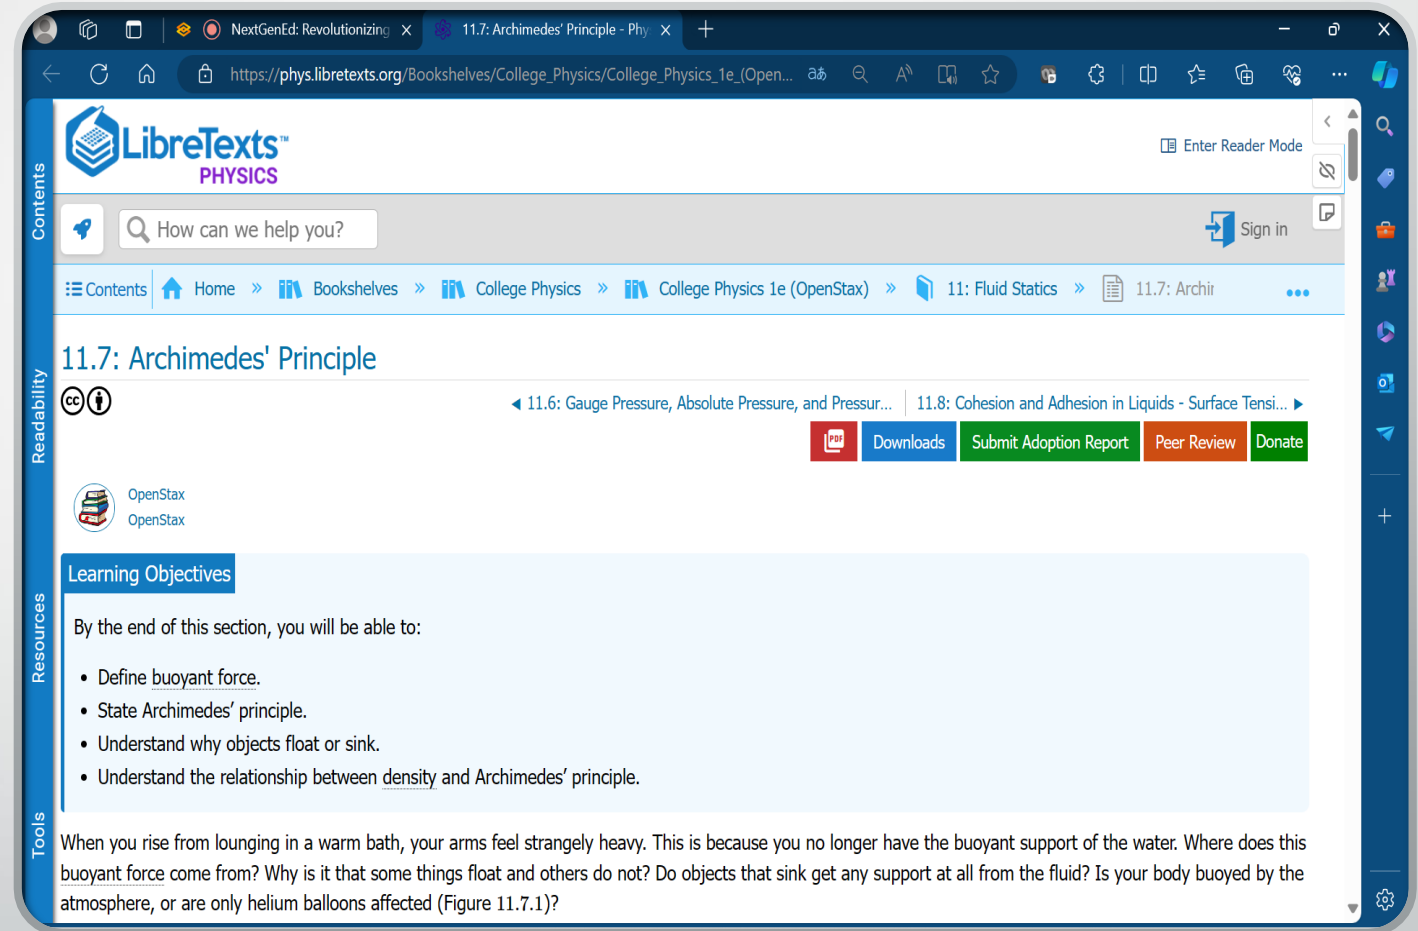 NextGenEd: Revolutionizing
11.7: Archimedes' Principle - Phy
https://phys.libretexts.org/Bookshelves/College_Physics/College_Physics_1e_(Open...
LibreTexts™
PHYSICS
Enter Reader Mode
How can we help you?
Sign in
Contents
Home » Bookshelves » College Physics » College Physics 1e (OpenStax) » 11: Fluid Statics » 11.7: Archi
11.7: Archimedes' Principle
cc
◀ 11.6: Gauge Pressure, Absolute Pressure, and Pressur...
11.8: Cohesion and Adhesion in Liquids - Surface Tensi... ▶
PDF
Downloads
Submit Adoption Report
Peer Review
Donate
OpenStax
OpenStax
Learning Objectives
By the end of this section, you will be able to:
• Define buoyant force.
• State Archimedes' principle.
• Understand why objects float or sink.
• Understand the relationship between density and Archimedes' principle.
When you rise from lounging in a warm bath, your arms feel strangely heavy. This is because you no longer have the buoyant support of the water. Where does this
buoyant force come from? Why is it that some things float and others do not? Do objects that sink get any support at all from the fluid? Is your body buoyed by the
atmosphere, or are only helium balloons affected (Figure 11.7.1)?
Contents
Readability
Resources
Tools